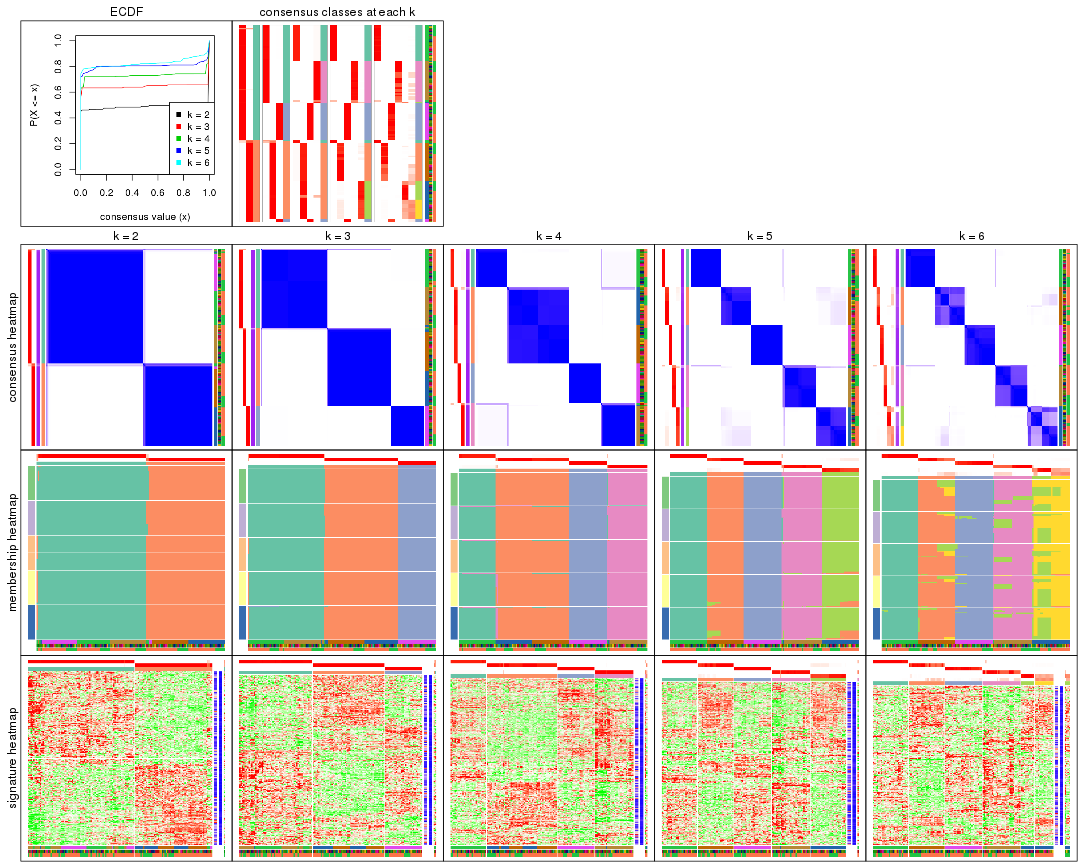 ECDF
consensus classes at each k
P(X <= x)
0.0 0.2 0.4 0.6 0.8 1.0
k = 2
k = 3
k = 4
k = 5
k = 6
0.0 0.2 0.4 0.6 0.8 1.0
consensus value (x)
k = 2
k = 3
k = 4
k = 5
k = 6
consensus heatmap
membership heatmap
signature heatmap